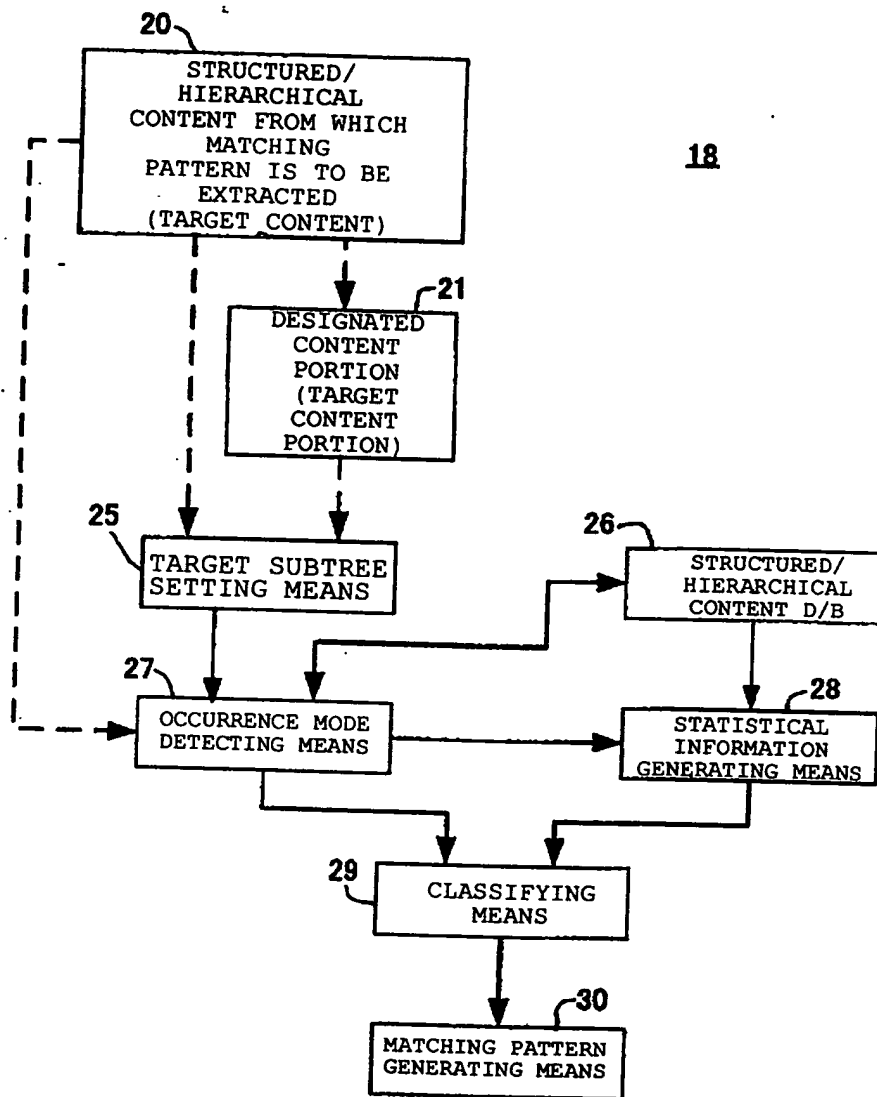 20
STRUCTURED/
HIERARCHICAL
CONTENT FROM WHICH
MATCHING
PATTERN IS TO BE
EXTRACTED
(TARGET CONTENT)
18
21
DESIGNATED
CONTENT
PORTION
(TARGET
CONTENT
PORTION)
25
TARGET SUBTREE
SETTING MEANS
26
STRUCTURED/
HIERARCHICAL
CONTENT D/B
27
OCCURRENCE MODE
DETECTING MEANS
28
STATISTICAL
INFORMATION
GENERATING MEANS
29
CLASSIFYING
MEANS
30
MATCHING PATTERN
GENERATING MEANS